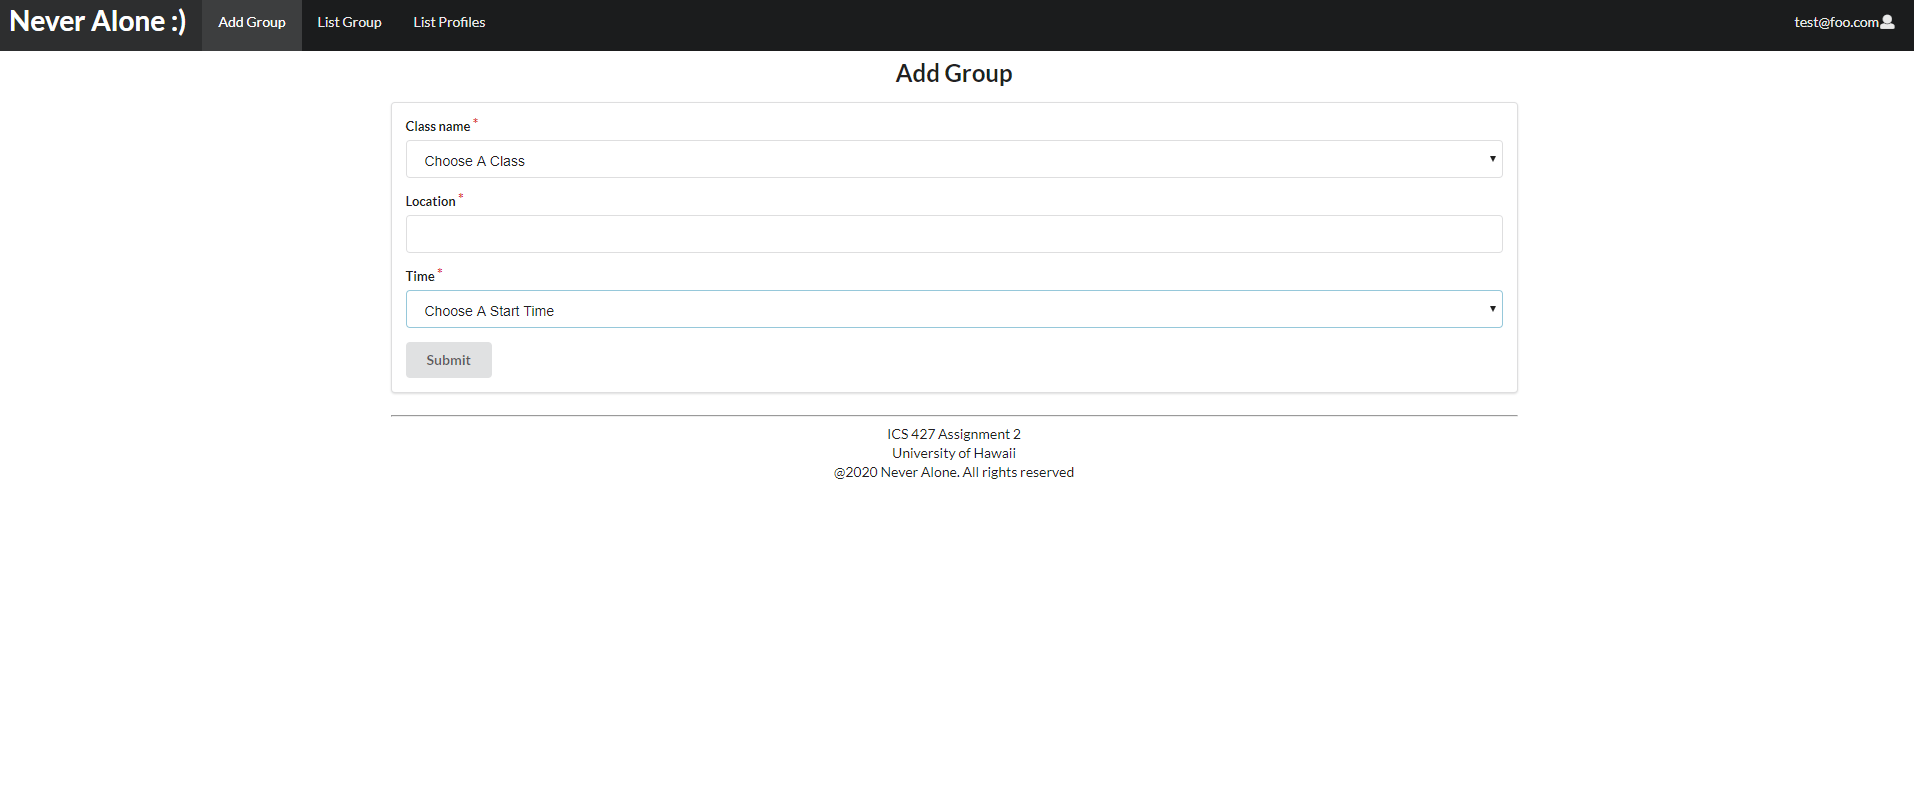 Never Alone :) Add Group List Group List Profiles test@foo.com
Add Group
Class name *
Choose A Class
Location *
Time *
Choose A Start Time
Submit
ICS 427 Assignment 2
University of Hawaii
@2020 Never Alone. All rights reserved